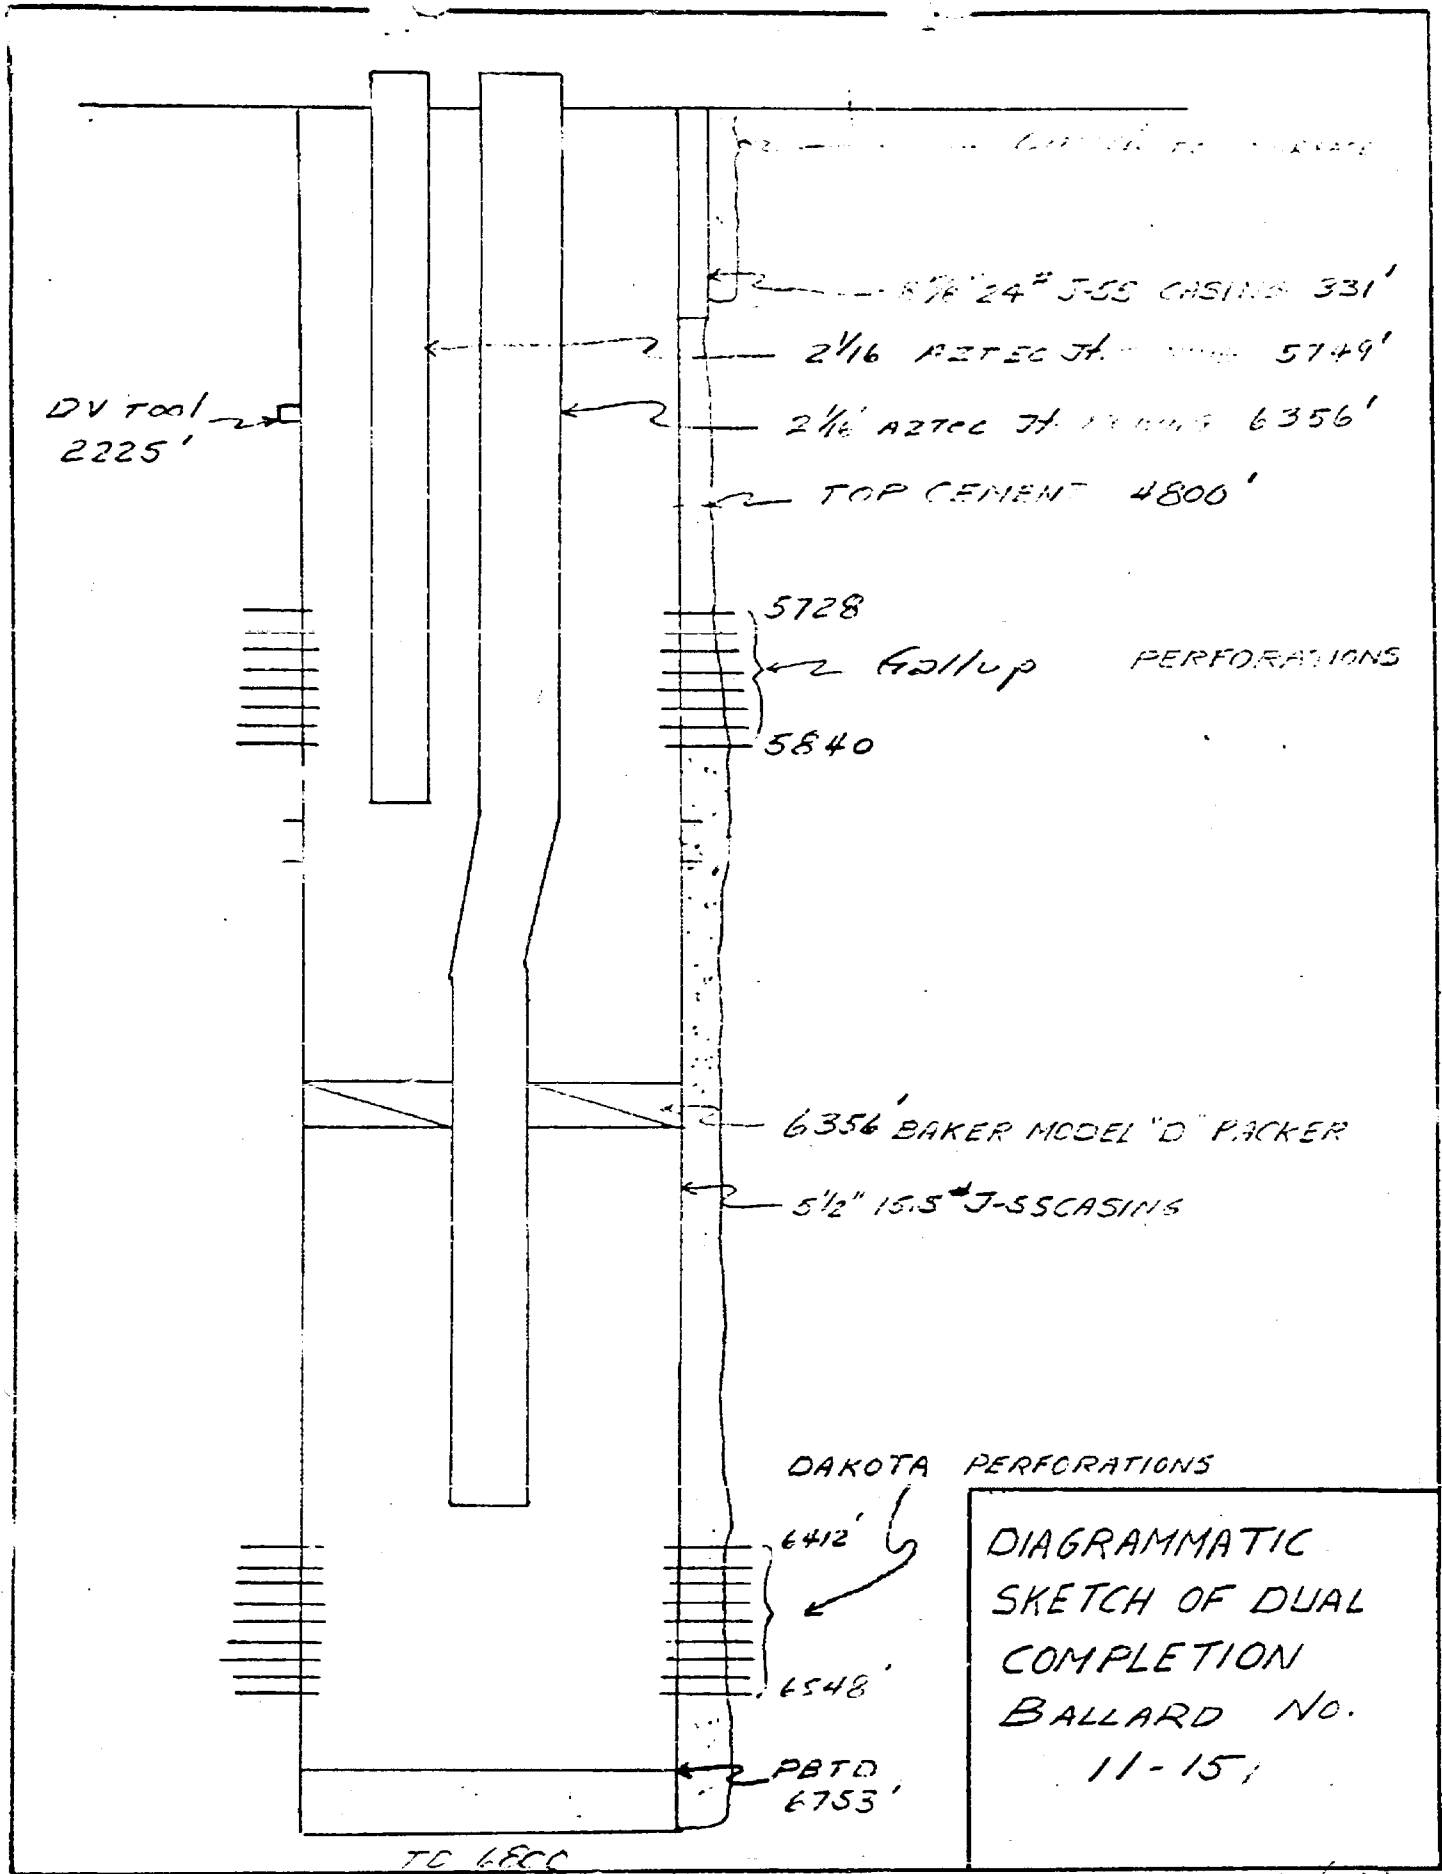 24# J-55 CASING 331'
2 1/16 AZTEC Jt. 5749'
DV Tool
2225'
2 1/16 AZTEC Jt. 6356'
TOP CEMENT 4800'
5728
Gallup PERFORATIONS
5840
6356' BAKER MODEL "D" PACKER
5 1/2" 15.5# J-55 CASING
DAKOTA PERFORATIONS
6412'
6548'
PBTD
6753'
TD
DIAGRAMMATIC
SKETCH OF DUAL
COMPLETION
BALLARD No.
11-15